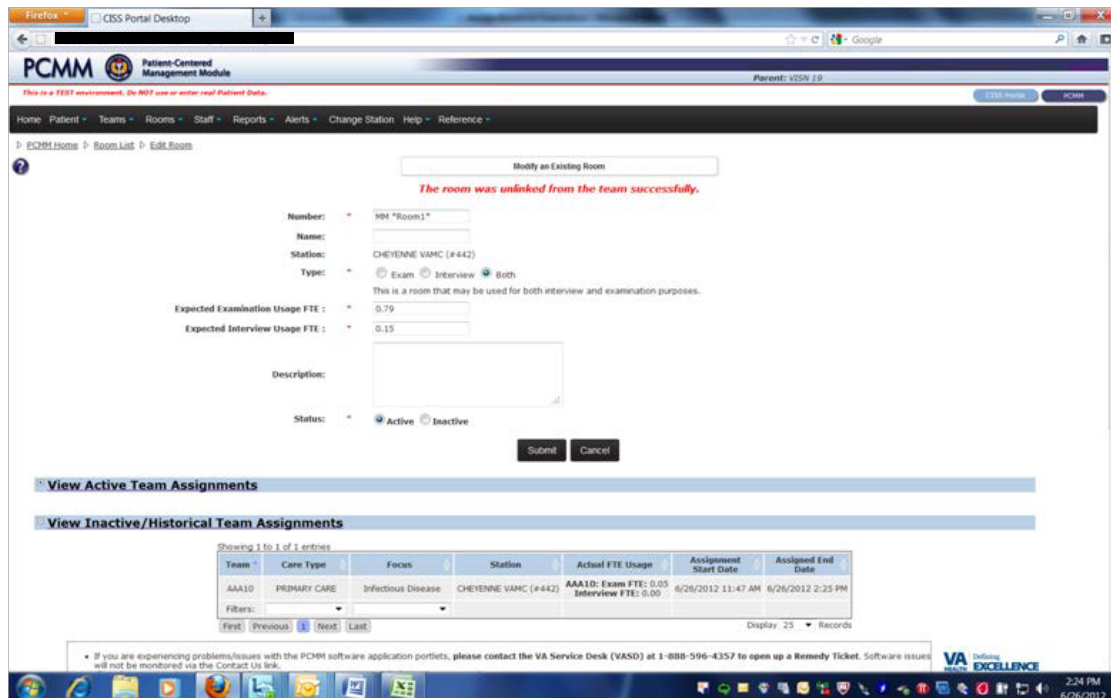 Firefox
CISS Portal Desktop
Google
PCMM
Patient-Centered
Management Module
Parent: VISN 19
This is a TEST environment. Do NOT use or enter real Patient Data.
CISS Portal PCMM
Home Patient Teams Rooms Staff Reports Alerts Change Station Help Reference
PCMM Home Room List Edit Room
Modify an Existing Room
The room was unlinked from the team successfully.
Number: * MM "Room1"
Name:
Station: CHEYENNE VAMC (#442)
Type: * Exam Interview Both
This is a room that may be used for both interview and examination purposes.
Expected Examination Usage FTE : * 0.79
Expected Interview Usage FTE : * 0.15
Description:
Status: * Active Inactive
Submit Cancel
View Active Team Assignments
View Inactive/Historical Team Assignments
Showing 1 to 1 of 1 entries
Team Care Type Focus Station Actual FTE Usage Assignment Start Date Assigned End Date
AAA10 PRIMARY CARE Infectious Disease CHEYENNE VAMC (#442) AAA10: Exam FTE: 0.05 Interview FTE: 0.00 6/26/2012 11:47 AM 6/26/2012 2:25 PM
Filters:
First Previous 1 Next Last Display 25 Records
• If you are experiencing problems/issues with the PCMM software application portlets, please contact the VA Service Desk (VASD) at 1-888-596-4357 to open up a Remedy Ticket. Software issues
will not be monitored via the Contact Us link.
VA HEALTH Defining EXCELLENCE
2:24 PM
6/26/2012